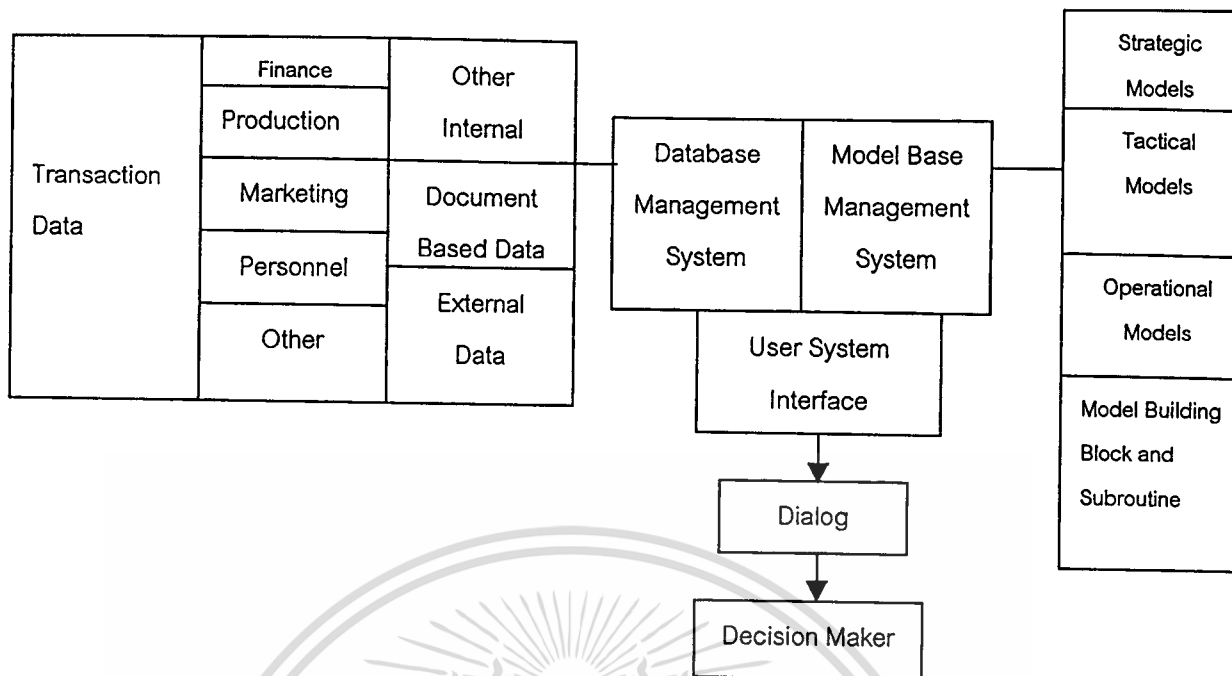 Transaction
Data
Finance
Production
Marketing
Personnel
Other
Other
Internal
Document
Based Data
External
Data
Database
Management
System
Model Base
Management
System
User System
Interface
Dialog
Decision Maker
Strategic
Models
Tactical
Models
Operational
Models
Model Building
Block and
Subroutine